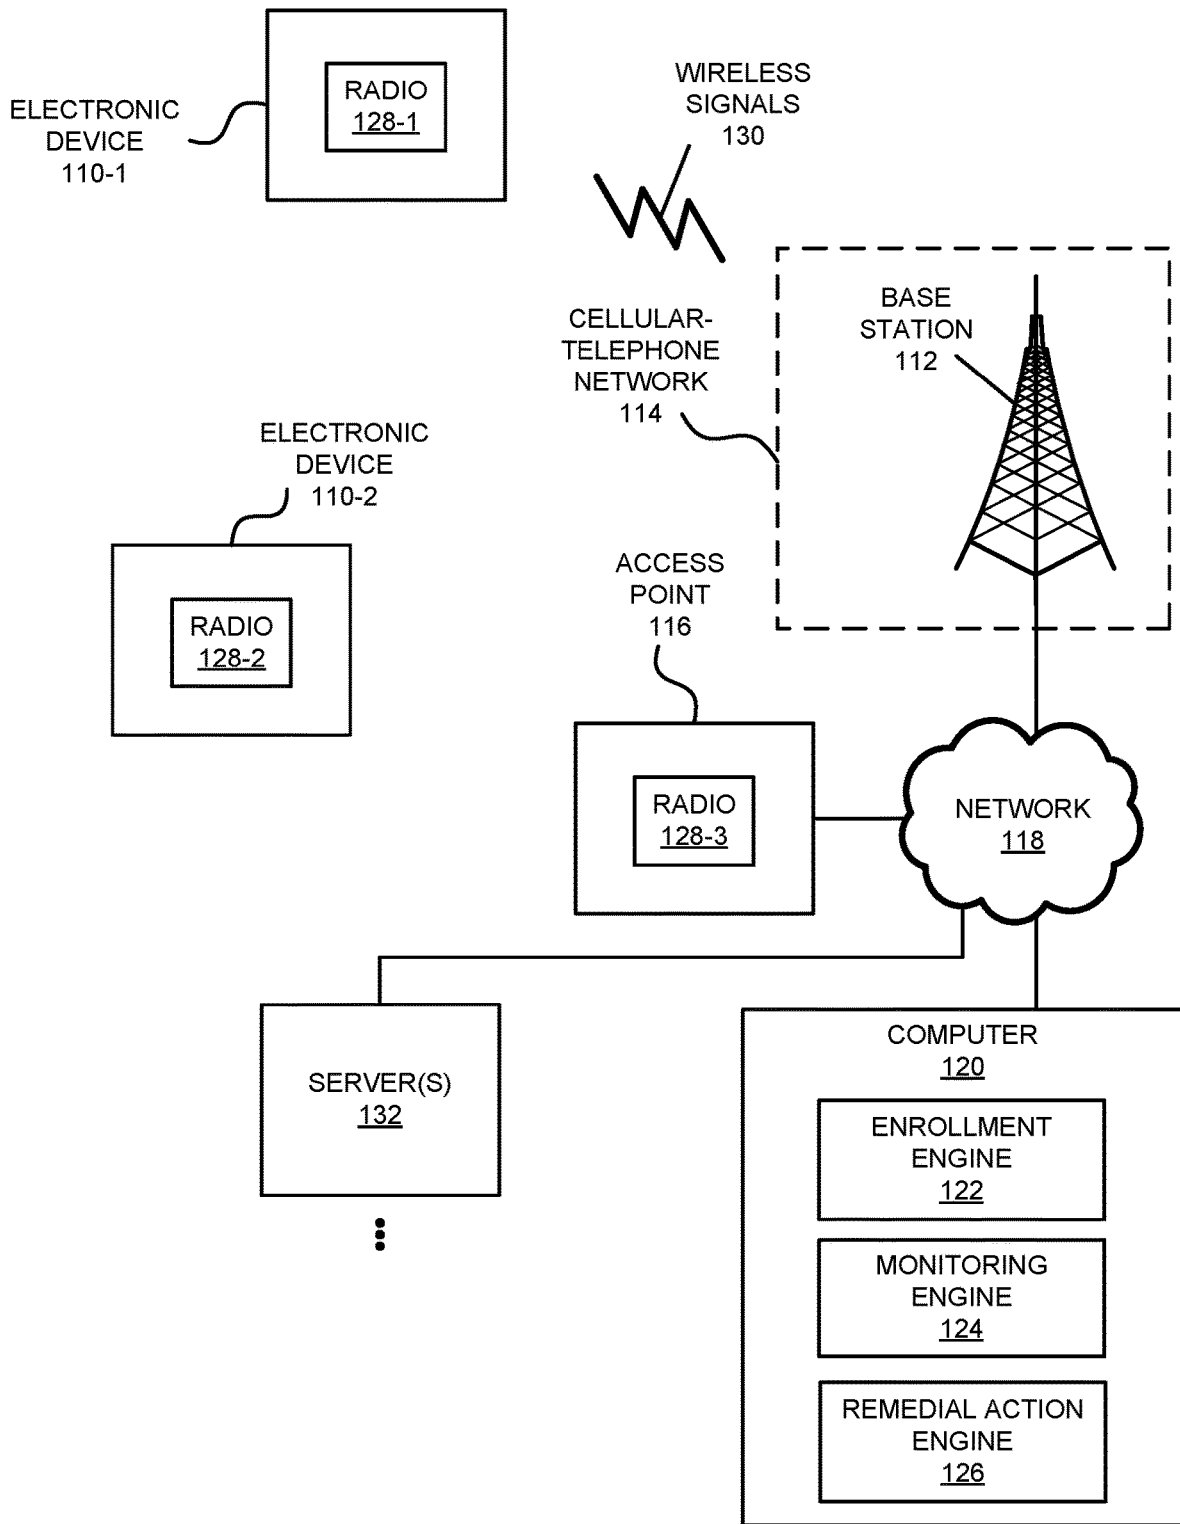 RADIO
128-1
ELECTRONIC
DEVICE
110-1
WIRELESS
SIGNALS
130
BASE
STATION
112
CELLULAR-
TELEPHONE
NETWORK
114
ELECTRONIC
DEVICE
110-2
RADIO
128-2
ACCESS
POINT
116
RADIO
128-3
NETWORK
118
SERVER(S)
132
COMPUTER
120
ENROLLMENT
ENGINE
122
MONITORING
ENGINE
124
REMEDIAL ACTION
ENGINE
126